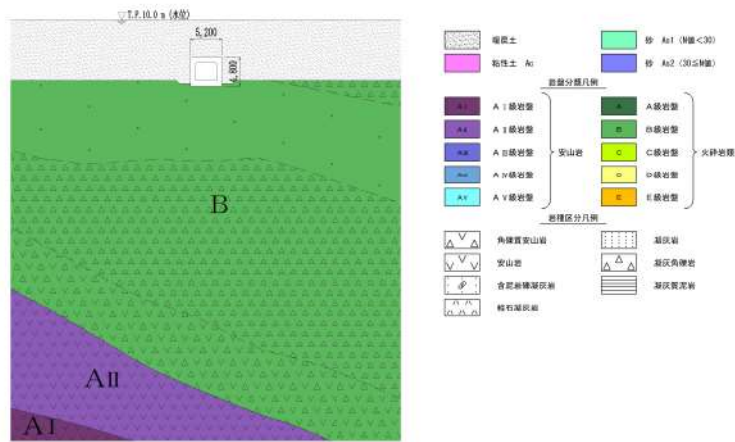 ▽T.P.10.0m (水位)
5,200
4,800
B
AⅡ
AⅠ
埋戻土
砂 As1 (N値<30)
粘性土 Ac
砂 As2 (30≦N値)
岩盤分類凡例
AⅠ AⅠ級岩盤
A A級岩盤
AⅡ AⅡ級岩盤
B B級岩盤
AⅢ AⅢ級岩盤
安山岩
C C級岩盤
火砕岩類
AⅣ AⅣ級岩盤
D D級岩盤
AⅤ AⅤ級岩盤
E E級岩盤
岩種区分凡例
角礫質安山岩
凝灰岩
安山岩
凝灰角礫岩
含泥岩礫凝灰岩
凝灰質泥岩
軽石凝灰岩